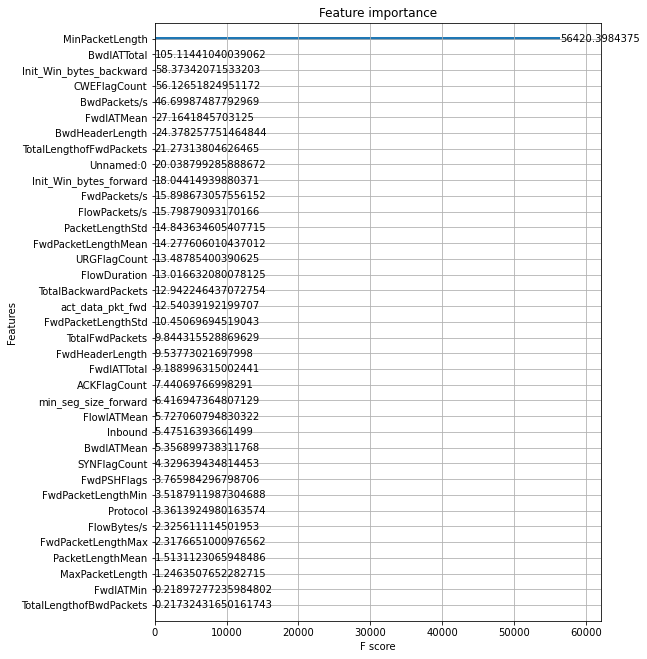 Feature importance
MinPacketLength 56420.3984375
BwdIATTotal 105.11441040039062
Init_Win_bytes_backward 58.37342071533203
CWEFlagCount 56.12651824951172
BwdPackets/s 46.69987487792969
FwdIATMean 27.1641845703125
BwdHeaderLength 24.378257751464844
TotalLengthofFwdPackets 21.27313804626465
Unnamed:0 20.038799285888672
Init_Win_bytes_forward 18.04414939880371
FwdPackets/s 15.898673057556152
FlowPackets/s 15.79879093170166
PacketLengthStd 14.843634605407715
FwdPacketLengthMean 14.277606010437012
URGFlagCount 13.48785400390625
FlowDuration 13.016632080078125
TotalBackwardPackets 12.942246437072754
act_data_pkt_fwd 12.54039192199707
FwdPacketLengthStd 10.45069694519043
TotalFwdPackets 9.844315528869629
FwdHeaderLength 9.53773021697998
FwdIATTotal 9.188996315002441
ACKFlagCount 7.44069766998291
min_seg_size_forward 6.416947364807129
FlowIATMean 5.727060794830322
Inbound 5.47516393661499
BwdIATMean 5.356899738311768
SYNFlagCount 4.329639434814453
FwdPSHFlags 3.765984296798706
FwdPacketLengthMin 3.5187911987304688
Protocol 3.3613924980163574
FlowBytes/s 2.325611114501953
FwdPacketLengthMax 2.3176651000976562
PacketLengthMean 1.5131123065948486
MaxPacketLength 1.2463507652282715
FwdIATMin 0.21897277235984802
TotalLengthofBwdPackets 0.21732431650161743
Features
0 10000 20000 30000 40000 50000 60000
F score